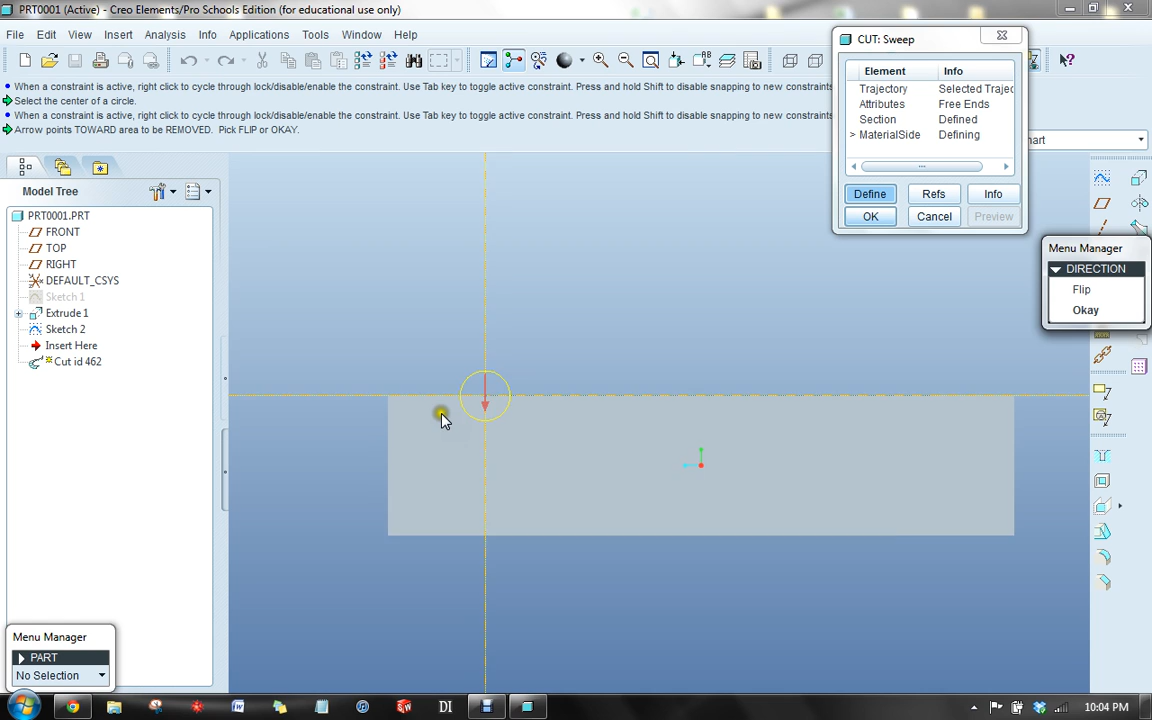 PRT0001 (Active) - Creo Elements/Pro Schools Edition (for educational use only)
File Edit View Insert Analysis Info Applications Tools Window Help
When a constraint is active, right click to cycle through lock/disable/enable the constraint. Use Tab key to toggle active constraint. Press and hold Shift to disable snapping to new constraints
Select the center of a circle.
When a constraint is active, right click to cycle through lock/disable/enable the constraint. Use Tab key to toggle active constraint. Press and hold Shift to disable snapping to new constraints
Arrow points TOWARD area to be REMOVED. Pick FLIP or OKAY.
CUT: Sweep
Element Info
Trajectory Selected Trajec
Attributes Free Ends
Section Defined
> MaterialSide Defining
Define Refs Info
OK Cancel Preview
Model Tree
PRT0001.PRT
FRONT
TOP
RIGHT
DEFAULT_CSYS
Sketch 1
Extrude 1
Sketch 2
Insert Here
Cut id 462
Menu Manager
DIRECTION
Flip
Okay
Menu Manager
PART
No Selection
DI
10:04 PM